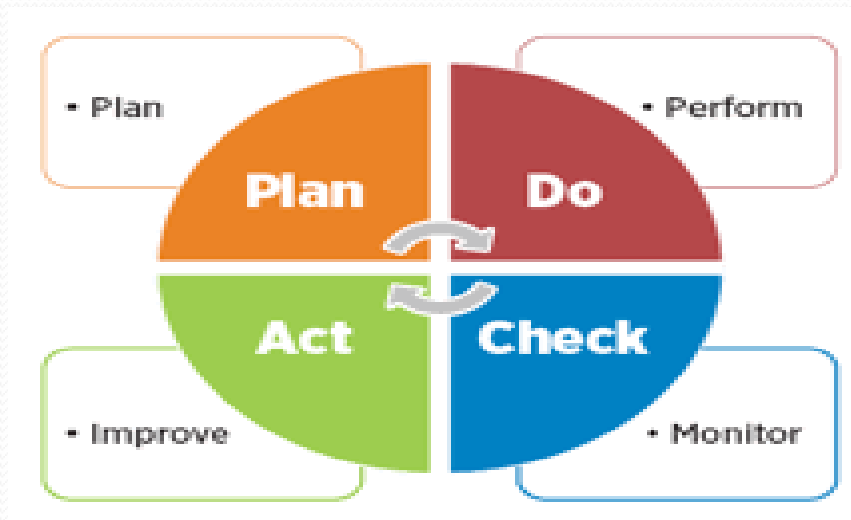 • Plan
• Perform
Plan
Do
Act
Check
• Improve
• Monitor